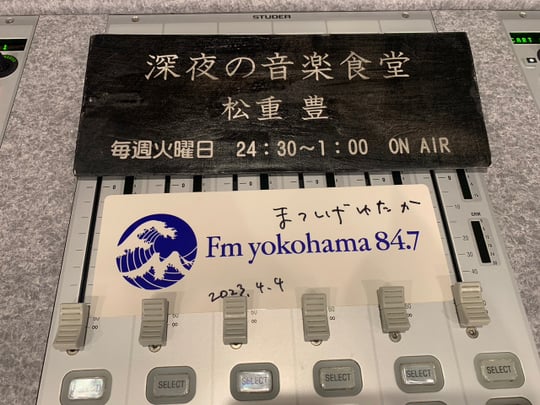 STUDER
深夜の音楽食堂
松重 豊
毎週火曜日 24:30～1:00 ON AIR
まつしげゆたか
Fm yokohama 84.7
2023.4.4
SELECT
SELECT
SELECT
SELECT
SELECT
SELECT